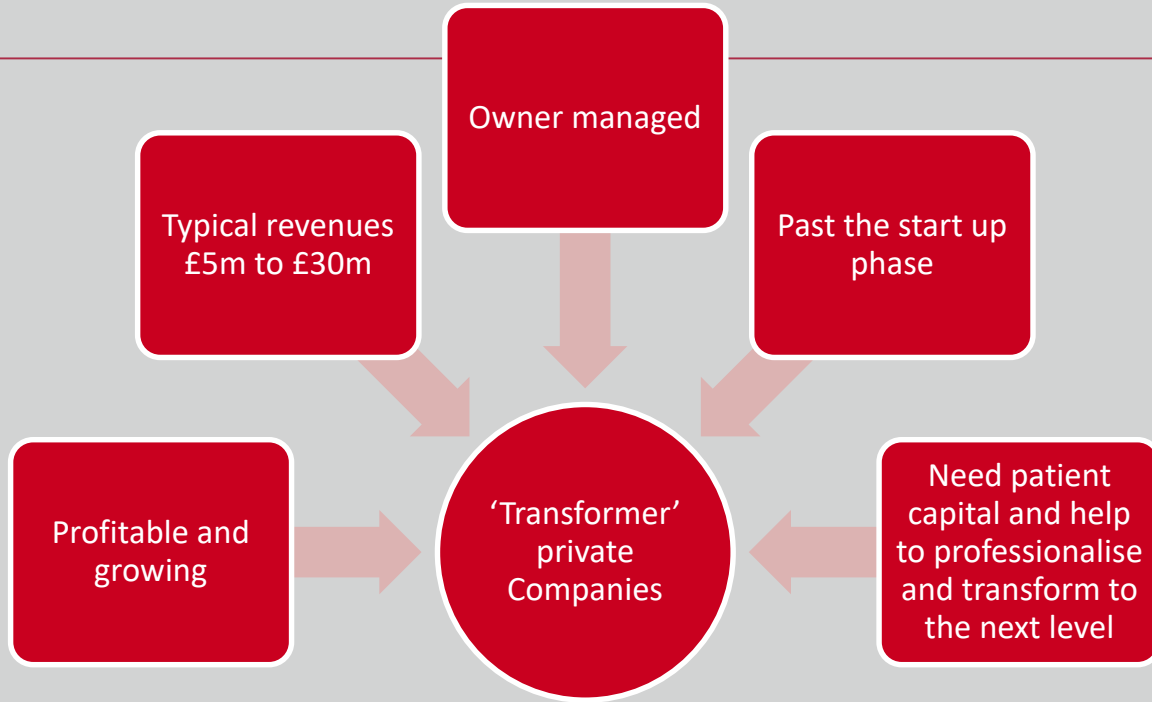 Owner managed
Typical revenues
£5m to £30m
Past the start up
phase
Profitable and
growing
‘Transformer’
private
Companies
Need patient
capital and help
to professionalise
and transform to
the next level